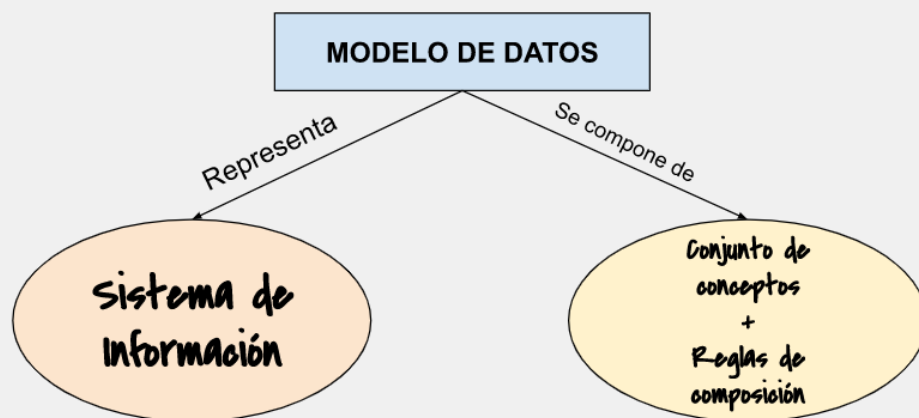 MODELO DE DATOS
Representa
Se compone de
Sistema de
Información
Conjunto de
conceptos
+
Reglas de
composición